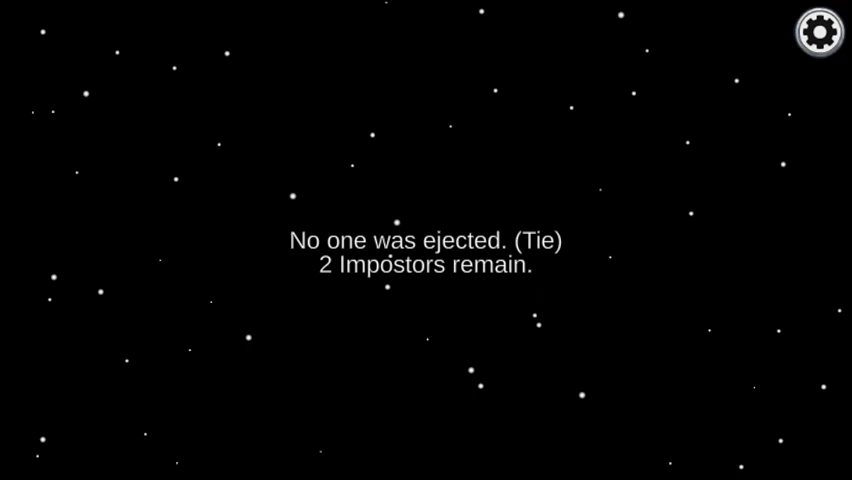 No one was ejected. (Tie)
2 Impostors remain.